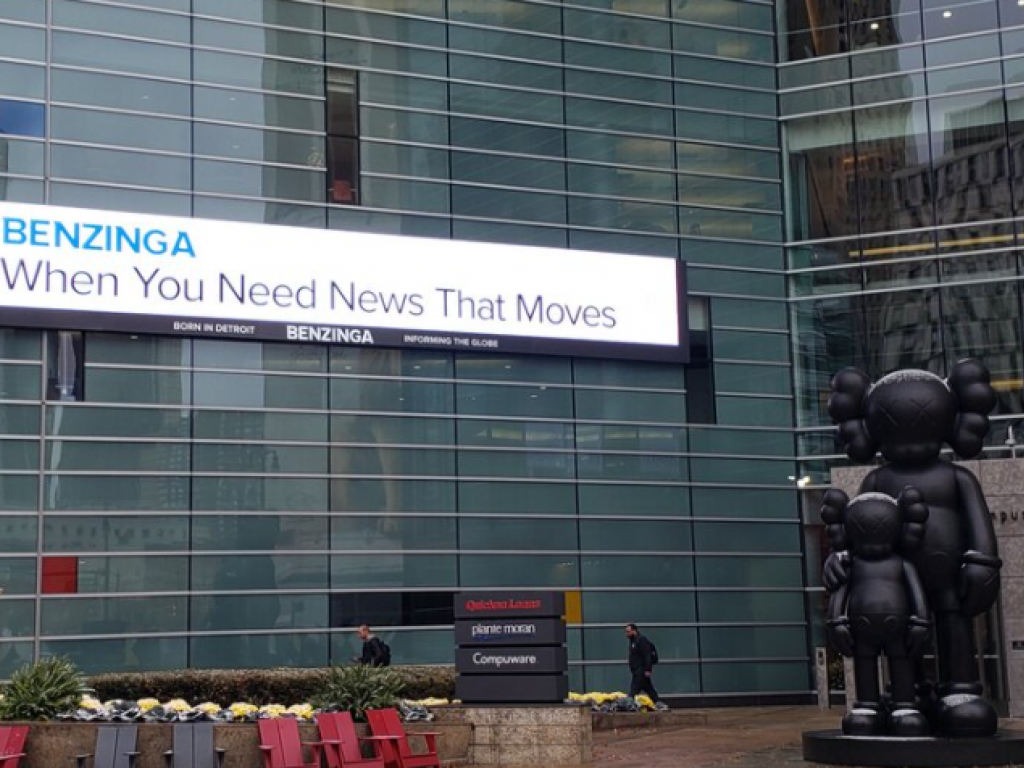 BENZINGA
When You Need News That Moves
BORN IN DETROIT BENZINGA INFORMING THE GLOBE
Quicken Loans
plante moran
Compuware